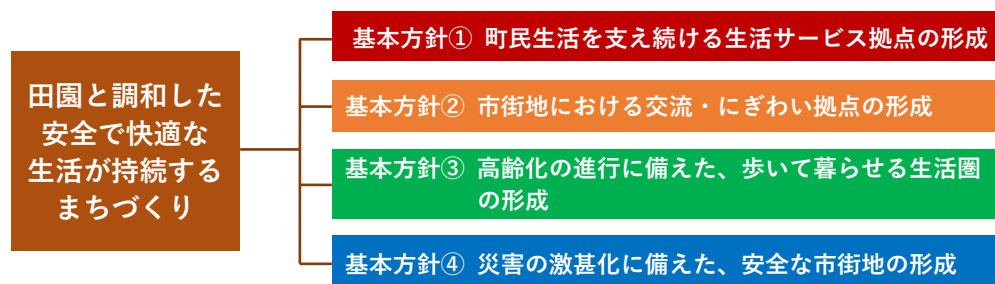 田園と調和した
安全で快適な
生活が持続する
まちづくり
基本方針① 町民生活を支え続ける生活サービス拠点の形成
基本方針② 市街地における交流・にぎわい拠点の形成
基本方針③ 高齢化の進行に備えた、歩いて暮らせる生活圏
の形成
基本方針④ 災害の激甚化に備えた、安全な市街地の形成